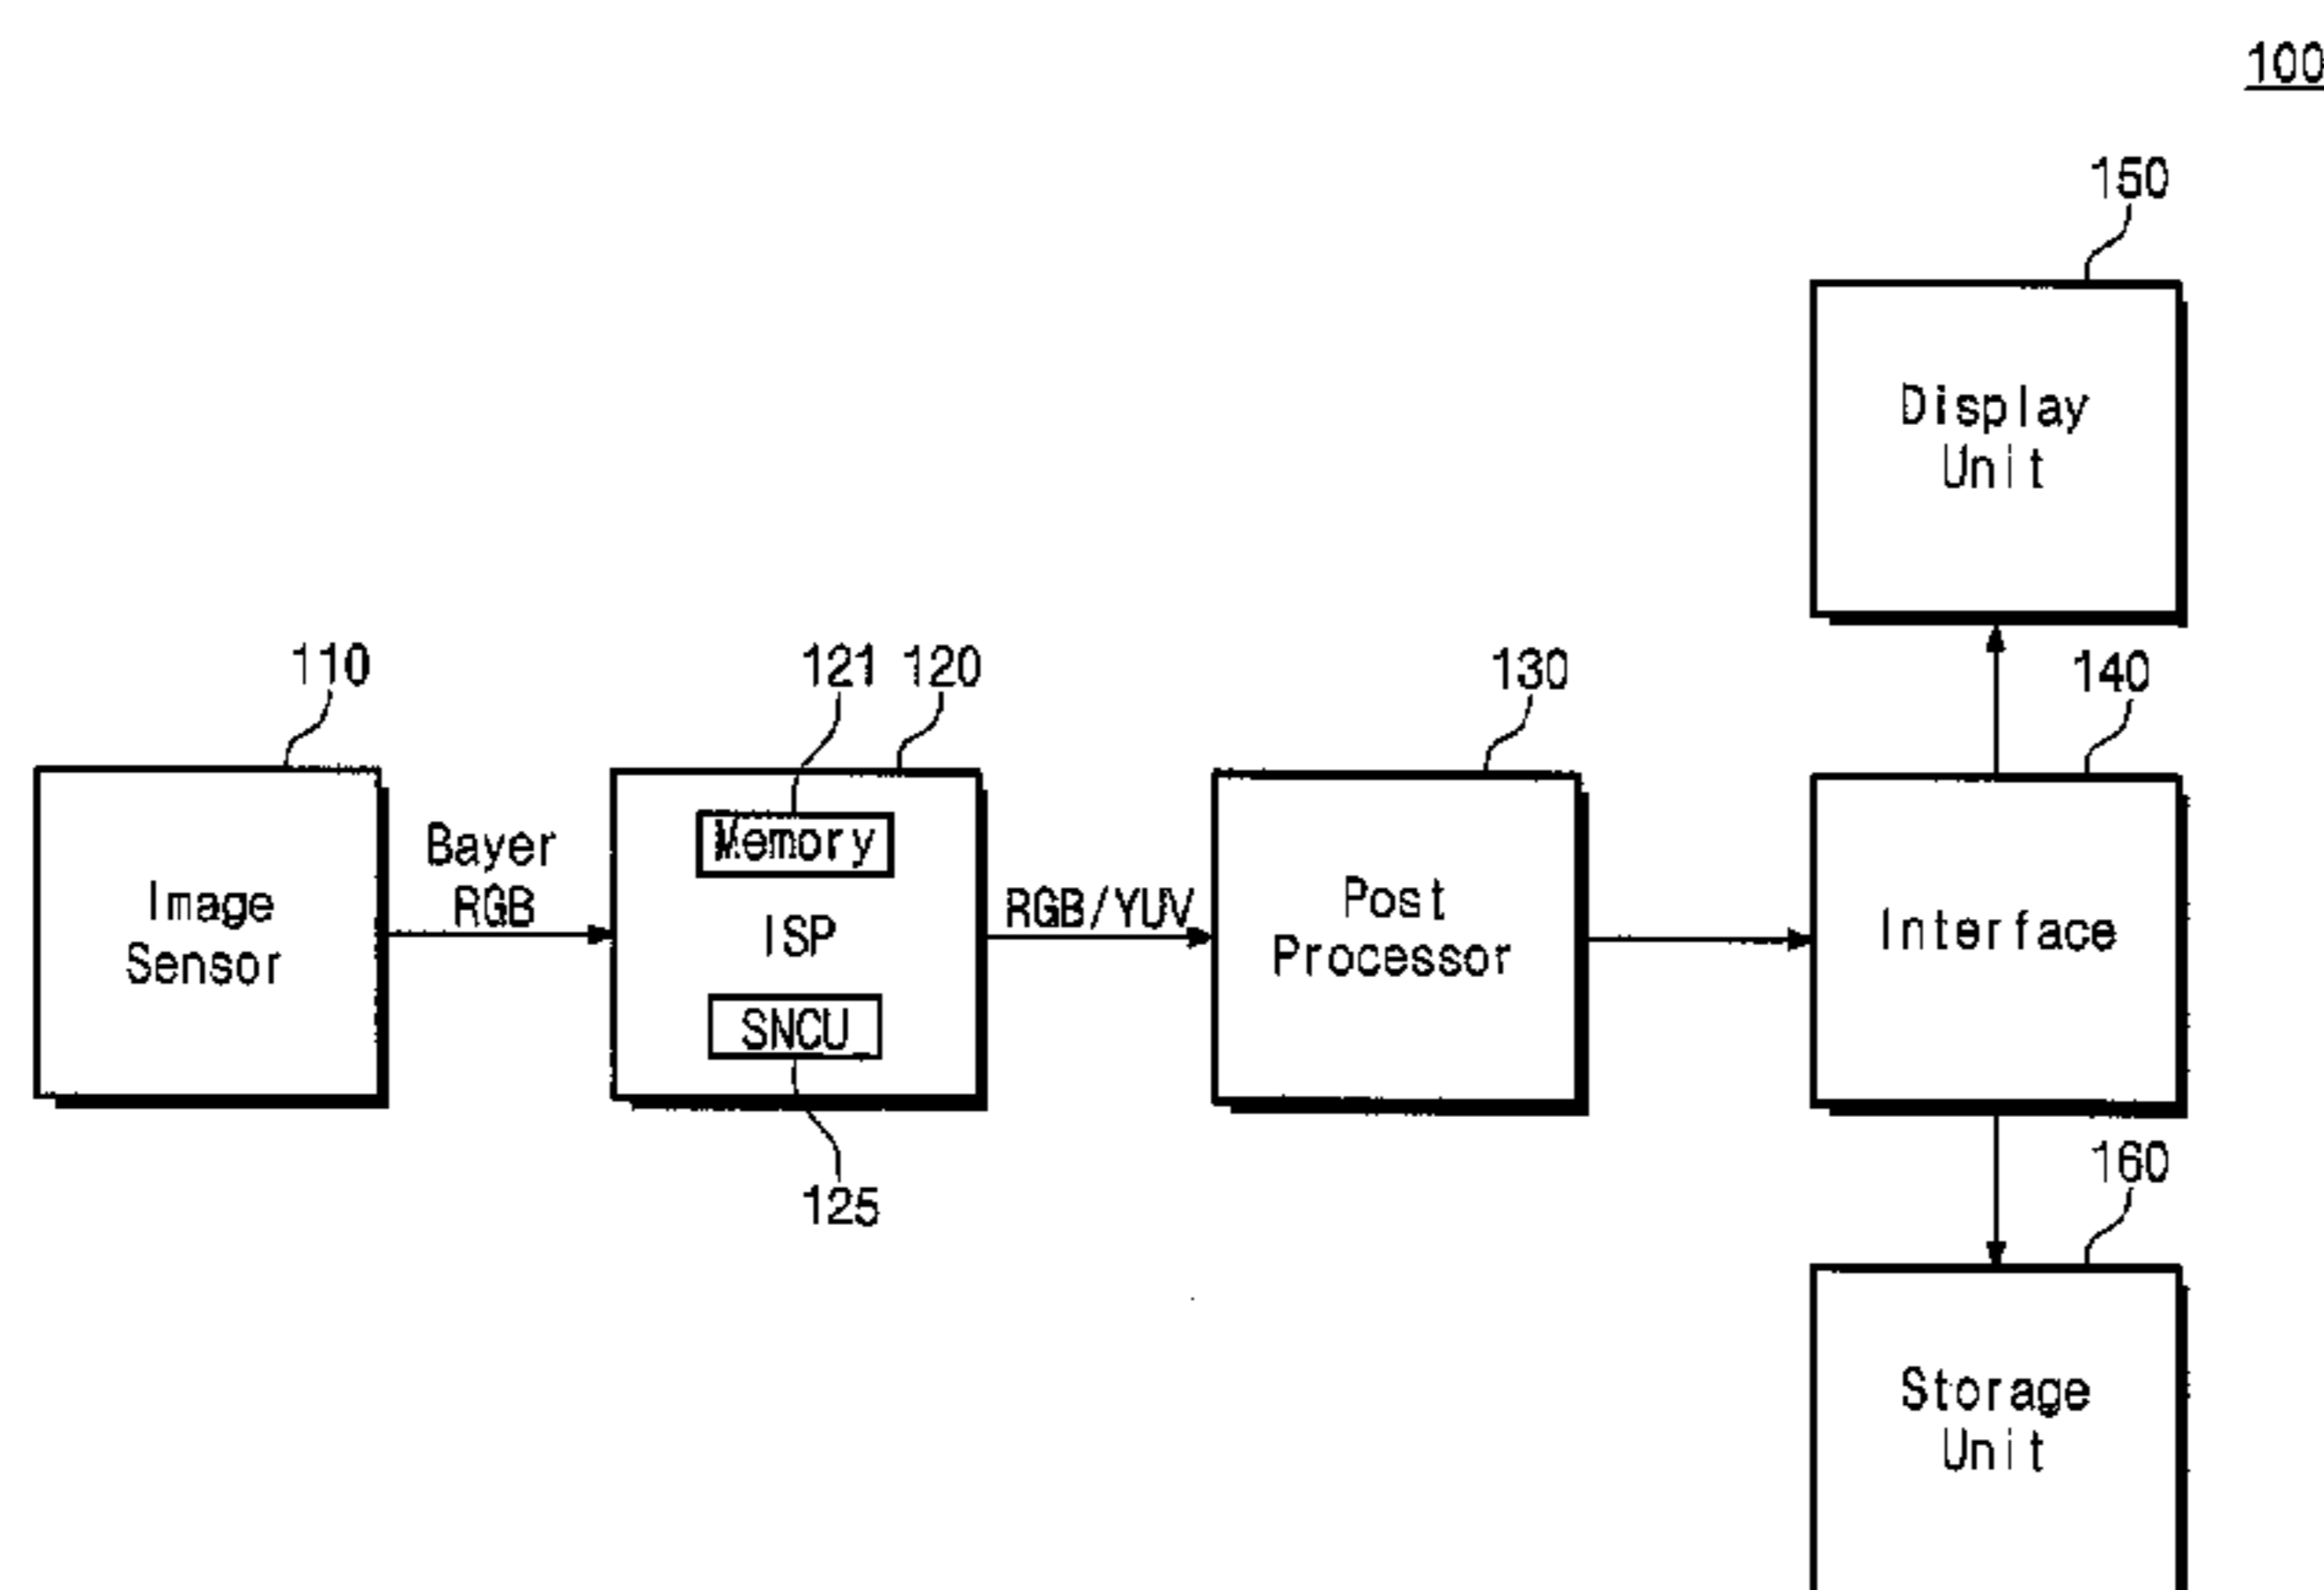 100
150
Display
Unit
110
121 120
130
140
Image
Sensor
Bayer
RGB
Memory
ISP
SNCU
RGB/YUV
Post
Processor
Interface
125
160
Storage
Unit